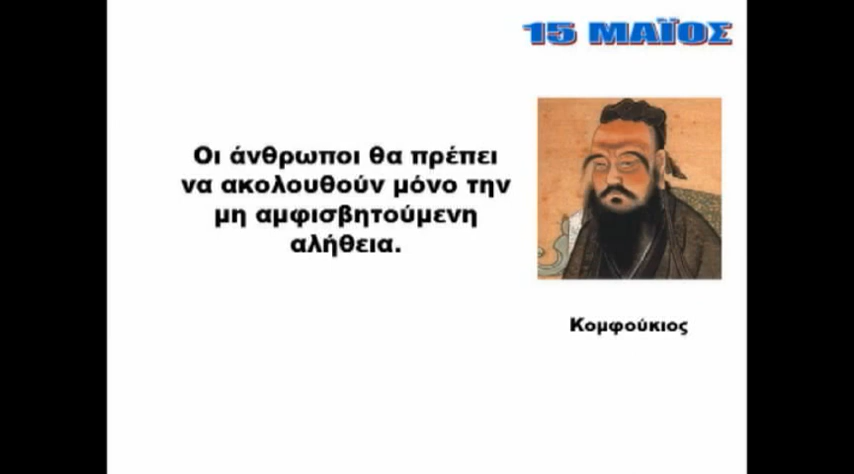 15 ΜΑΪΟΣ
Οι άνθρωποι θα πρέπει
να ακολουθούν μόνο την
μη αμφισβητούμενη
αλήθεια.
Κομφούκιος